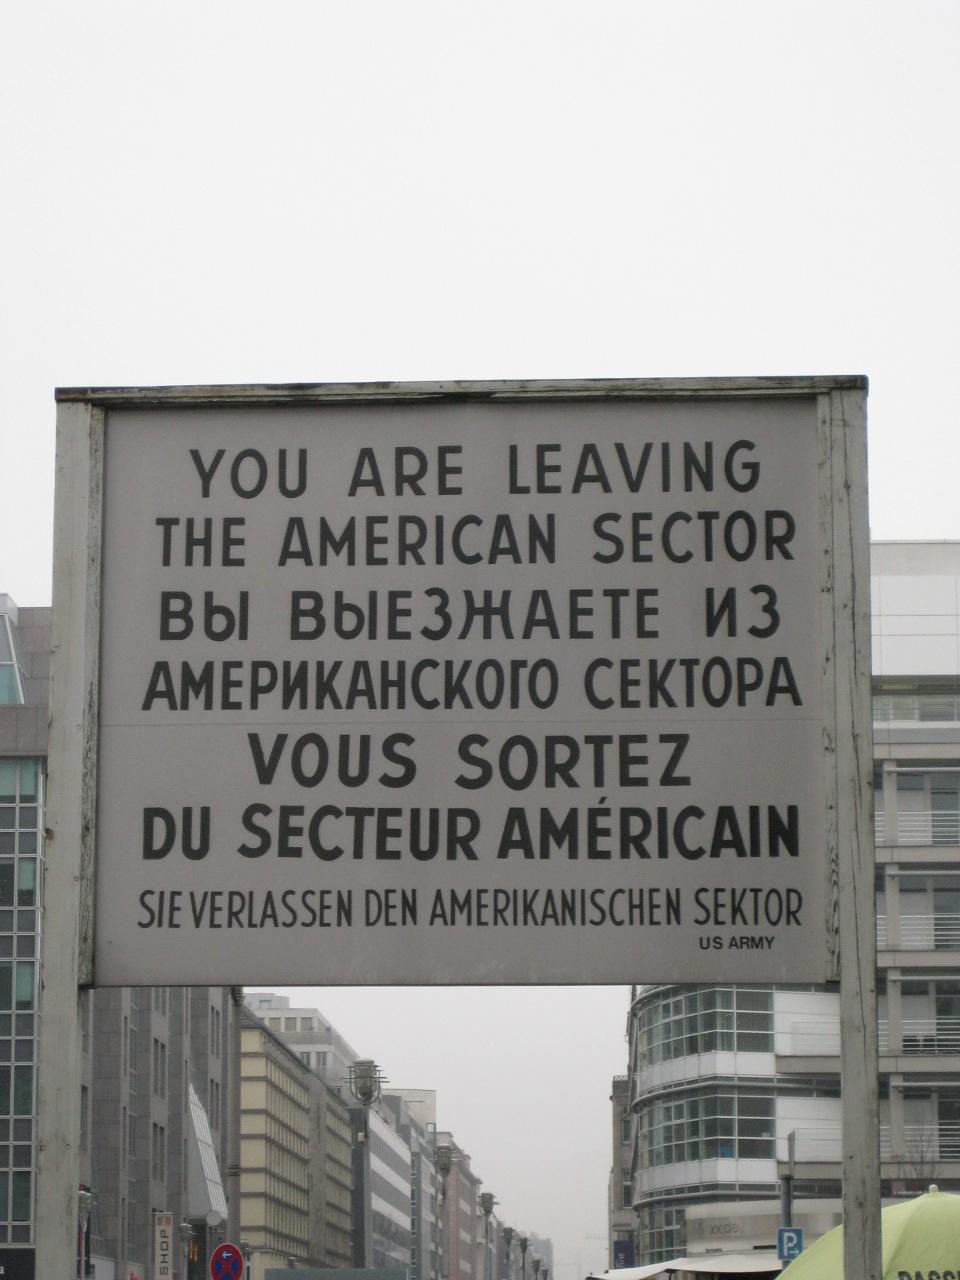 YOU ARE LEAVING
THE AMERICAN SECTOR
ВЫ ВЫЕЗЖАЕТЕ ИЗ
АМЕРИКАНСКОГО СЕКТОРА
VOUS SORTEZ
DU SECTEUR AMÉRICAIN
SIE VERLASSEN DEN AMERIKANISCHEN SEKTOR
US ARMY
SHOP
P